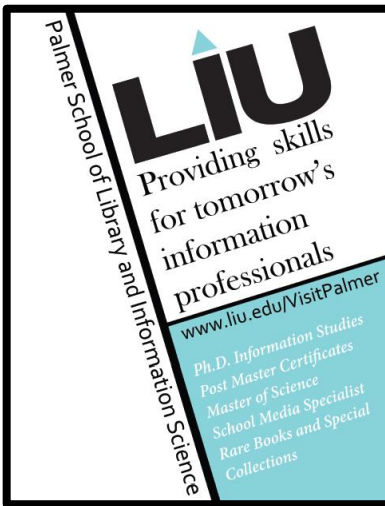 Palmer School of Library and Information Science
LIU
Providing skills
for tomorrow's
information
professionals
www.liu.edu/VisitPalmer
Ph.D. Information Studies
Post Master Certificates
Master of Science
School Media Specialist
Rare Books and Special
Collections